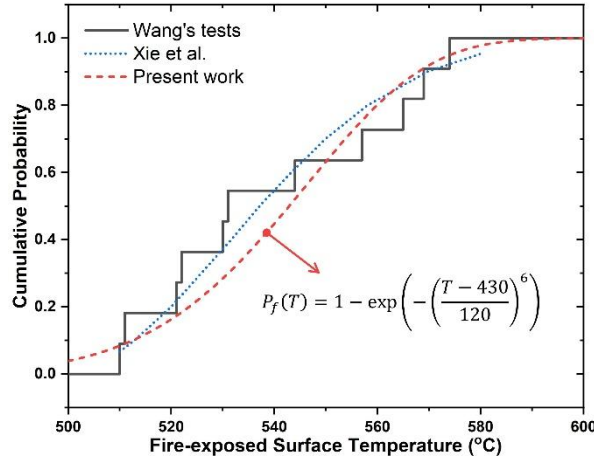 Wang's tests
Xie et al.
Present work
1.0
0.8
0.6
0.4
0.2
0.0
Cumulative Probability
P_f(T) = 1 − exp(−((T − 430)/120)^6)
500 520 540 560 580 600
Fire-exposed Surface Temperature (°C)